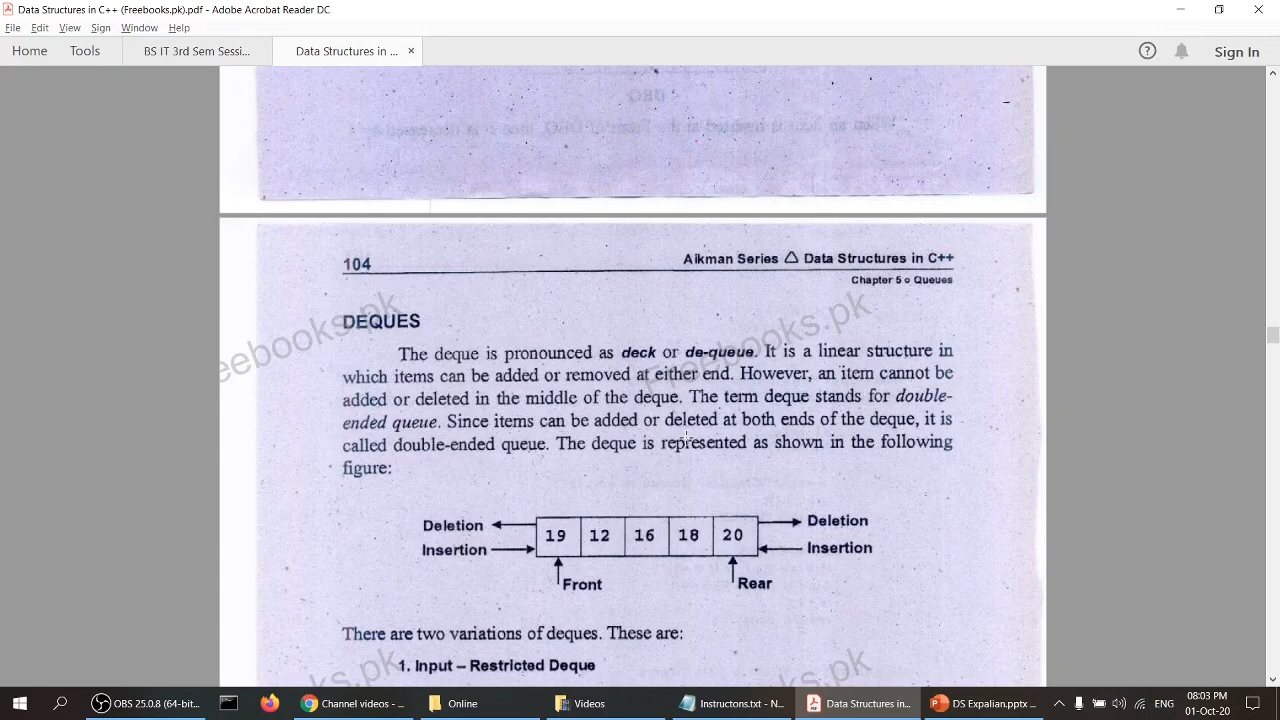 Data Structures in C++ (Freebooks.pk).pdf - Adobe Acrobat Reader DC
File Edit View Sign Window Help
Home Tools BS IT 3rd Sem Sessi... Data Structures in ... × Sign In
104 Aikman Series △ Data Structures in C++
Chapter 5 o Queues
DEQUES
The deque is pronounced as deck or de-queue. It is a linear structure in
which items can be added or removed at either end. However, an item cannot be
added or deleted in the middle of the deque. The term deque stands for double-
ended queue. Since items can be added or deleted at both ends of the deque, it is
called double-ended queue. The deque is represented as shown in the following
figure:
Deletion 19 12 16 18 20 Deletion
Insertion Insertion
Front Rear
There are two variations of deques. These are:
1. Input – Restricted Deque
freebooks.pk
Freebooks.pk
OBS 25.0.8 (64-bit... Channel videos - ... Online Videos Instructons.txt - N... Data Structures in... DS Expalian.pptx - ... ENG 08:03 PM
01-Oct-20